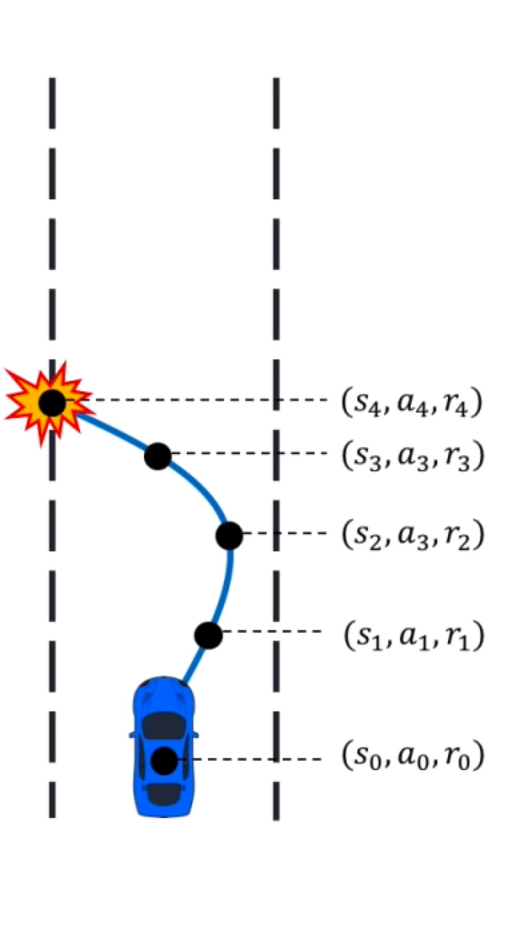 (s₄, a₄, r₄)
(s₃, a₃, r₃)
(s₂, a₃, r₂)
(s₁, a₁, r₁)
(s₀, a₀, r₀)